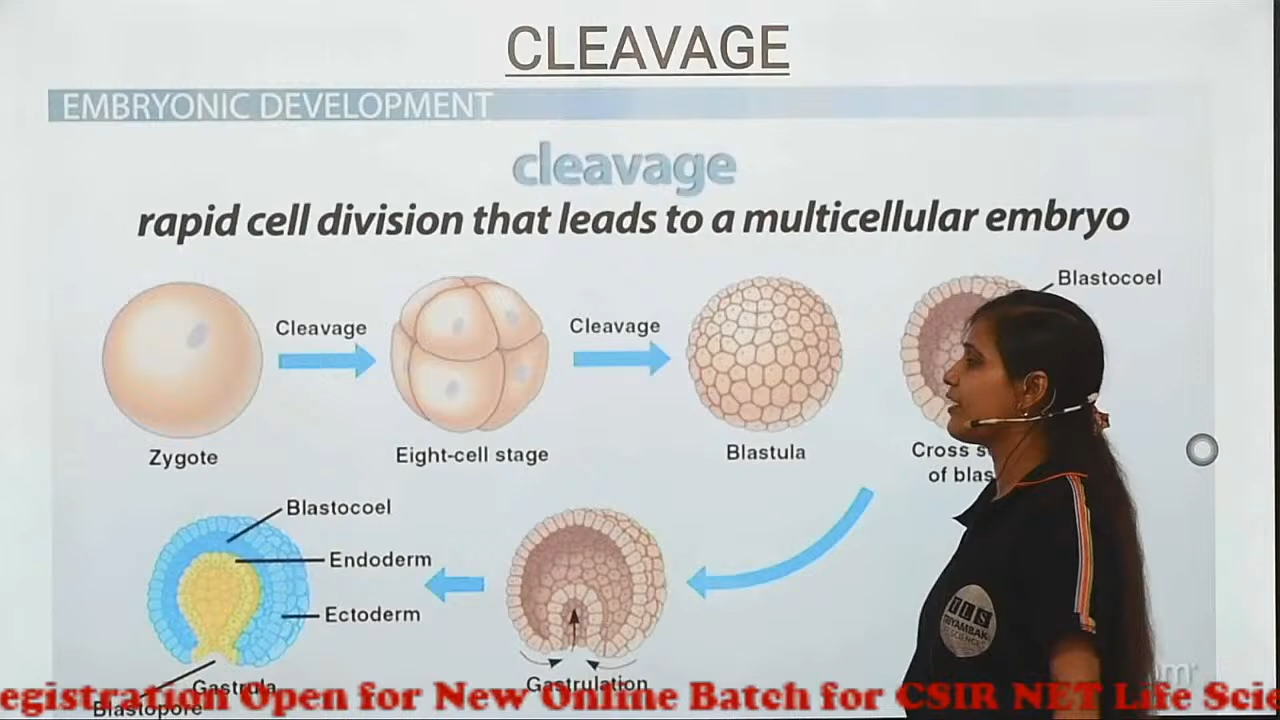 CLEAVAGE
EMBRYONIC DEVELOPMENT
cleavage
rapid cell division that leads to a multicellular embryo
Blastocoel
Cleavage
Cleavage
Zygote
Eight-cell stage
Blastula
Cross
of
Blastocoel
Endoderm
Ectoderm
Gastrula
Blastopore
Gastrulation
TLS
egistration Open for New Online Batch for CSIR NET Life Scie